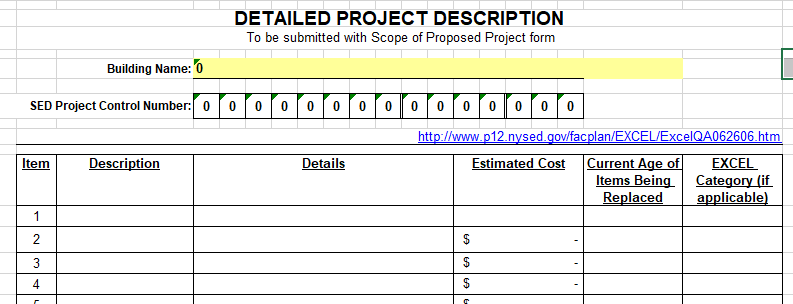 DETAILED PROJECT DESCRIPTION
To be submitted with Scope of Proposed Project form
Building Name: 0
SED Project Control Number: 0 0 0 0 0 0 0 0 0 0 0 0 0 0 0
http://www.p12.nysed.gov/facplan/EXCEL/ExcelQA062606.htm
Item Description Details Estimated Cost Current Age of Items Being Replaced EXCEL Category (if applicable)
1
2 $ -
3 $ -
4 $ -